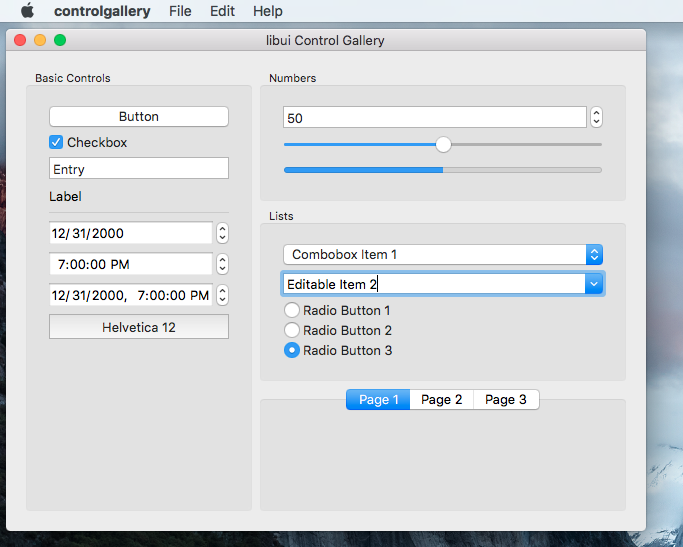 controlgallery File Edit Help
libui Control Gallery
Basic Controls
Button
Checkbox
Entry
Label
12/31/2000
7:00:00 PM
12/31/2000, 7:00:00 PM
Helvetica 12
Numbers
50
Lists
Combobox Item 1
Editable Item 2
Radio Button 1
Radio Button 2
Radio Button 3
Page 1 Page 2 Page 3